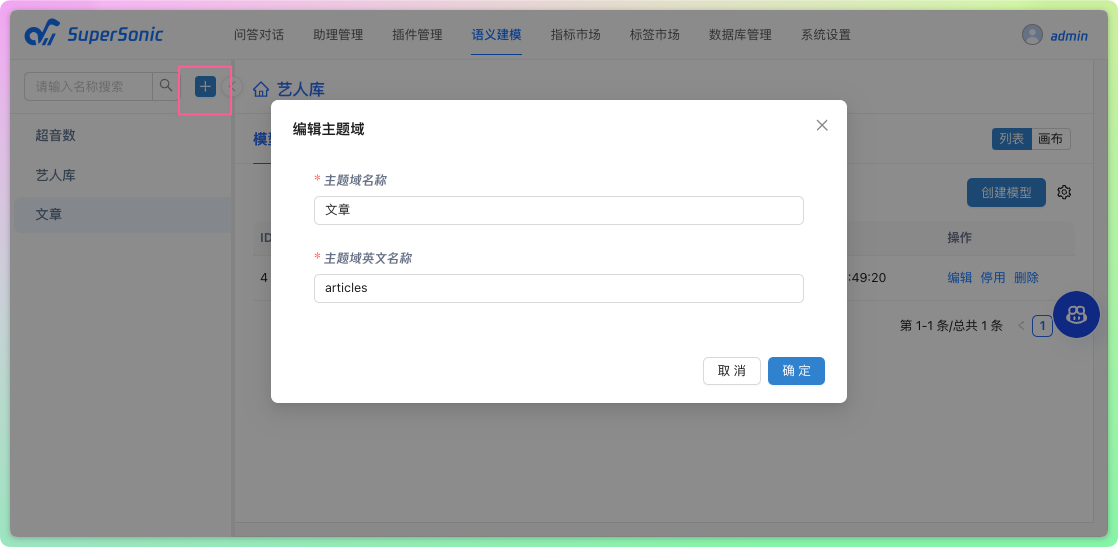 SuperSonic 问答对话 助理管理 插件管理 语义建模 指标市场 标签市场 数据库管理 系统设置 admin
请输入名称搜索
艺人库
超音数
艺人库
文章
编辑主题域
* 主题域名称
文章
* 主题域英文名称
articles
取 消 确 定
列表 画布
创建模型
ID 操作
4 :49:20 编辑 停用 删除
第 1-1 条/总共 1 条 < 1